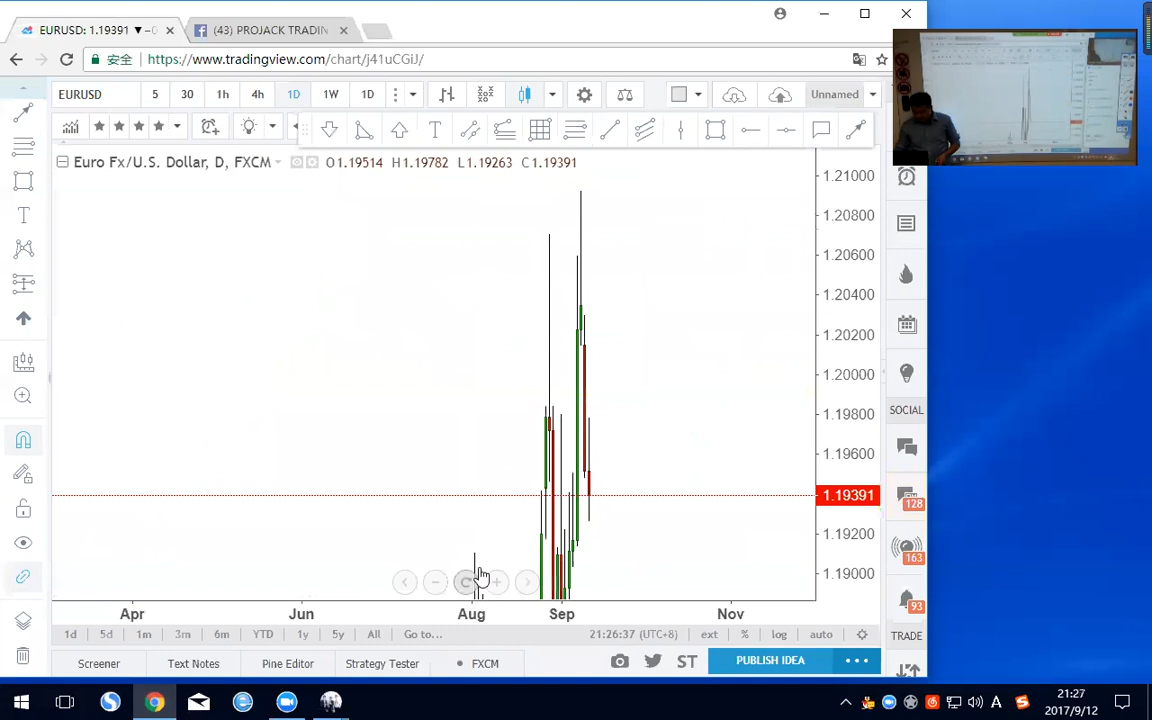 EURUSD: 1.19391 ▼ −0
(43) PROJACK TRADIN
安全 https://www.tradingview.com/chart/j41uCGiJ/
EURUSD 5 30 1h 4h 1D 1W 1D Unnamed
Euro Fx/U.S. Dollar, D, FXCM O1.19514 H1.19782 L1.19263 C1.19391
1.21000
1.20800
1.20600
1.20400
1.20200
1.20000
1.19800
1.19600
1.19391
1.19200
1.19000
Apr Jun Aug Sep Nov
1d 5d 1m 3m 6m YTD 1y 5y All Go to... 21:26:37 (UTC+8) ext % log auto
Screener Text Notes Pine Editor Strategy Tester FXCM ST PUBLISH IDEA
SOCIAL
128
163
93
TRADE
A
21:27
2017/9/12